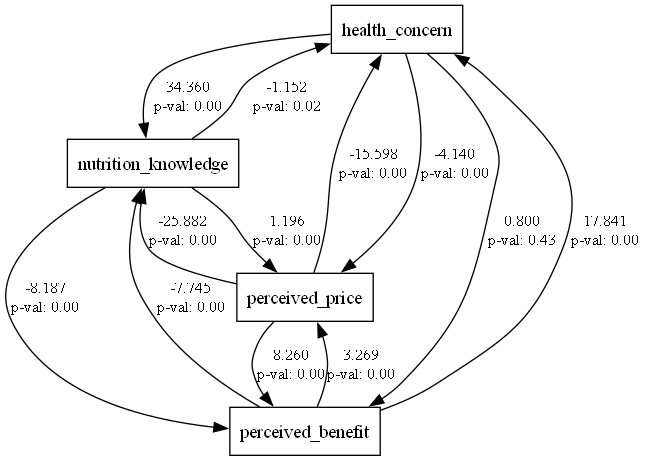 health_concern
34.360
p-val: 0.00
-1.152
p-val: 0.02
-15.598
p-val: 0.00
-4.140
p-val: 0.00
nutrition_knowledge
-25.882
p-val: 0.00
1.196
p-val: 0.00
0.800
p-val: 0.43
17.841
p-val: 0.00
-8.187
p-val: 0.00
-7.745
p-val: 0.00
perceived_price
8.260
p-val: 0.00
3.269
p-val: 0.00
perceived_benefit